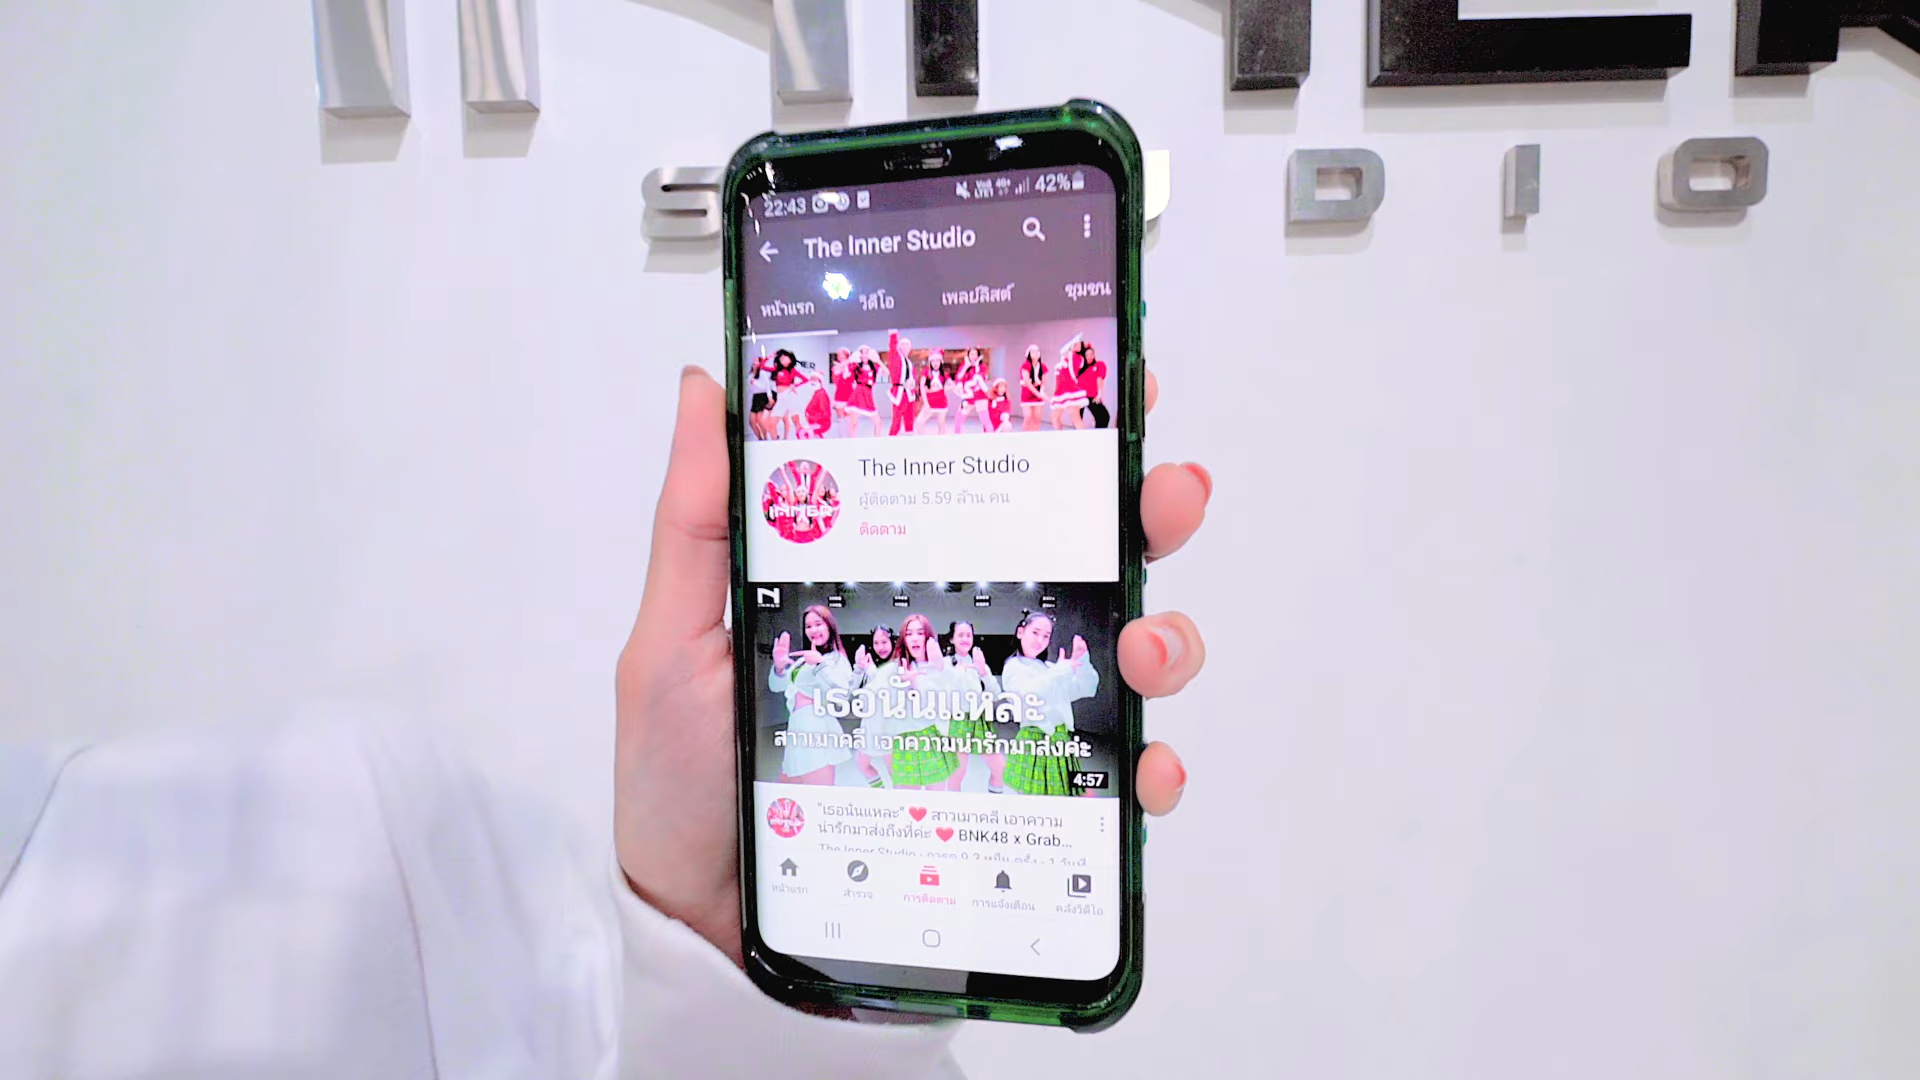 INNER
STUDIO
22:43
42%
The Inner Studio
หน้าแรก วิดีโอ เพลย์ลิสต์ ชุมชน
The Inner Studio
ผู้ติดตาม 5.59 ล้าน คน
ติดตาม
INNER
เธอนั่นแหละ
สาวเมาคลี เอาความน่ารักมาส่งค่ะ
4:57
"เธอนั่นแหละ" ❤️ สาวเมาคลี เอาความ
น่ารักมาส่งถึงที่ค่ะ ❤️ BNK48 x Grab...
The Inner Studio
หน้าแรก สำรวจ การติดตาม การแจ้งเตือน คลังวิดีโอ